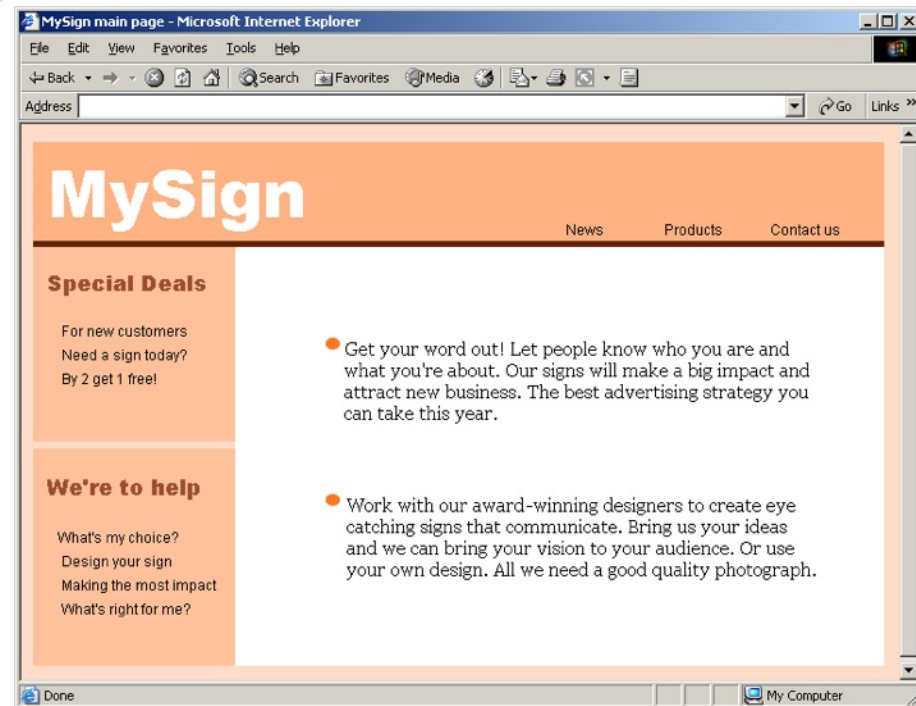 MySign main page - Microsoft Internet Explorer
File Edit View Favorites Tools Help
Back Search Favorites Media
Address Go Links »
MySign
News Products Contact us
Special Deals
For new customers
Need a sign today?
By 2 get 1 free!
We're to help
What's my choice?
Design your sign
Making the most impact
What's right for me?
Get your word out! Let people know who you are and
what you're about. Our signs will make a big impact and
attract new business. The best advertising strategy you
can take this year.
Work with our award-winning designers to create eye
catching signs that communicate. Bring us your ideas
and we can bring your vision to your audience. Or use
your own design. All we need a good quality photograph.
Done My Computer